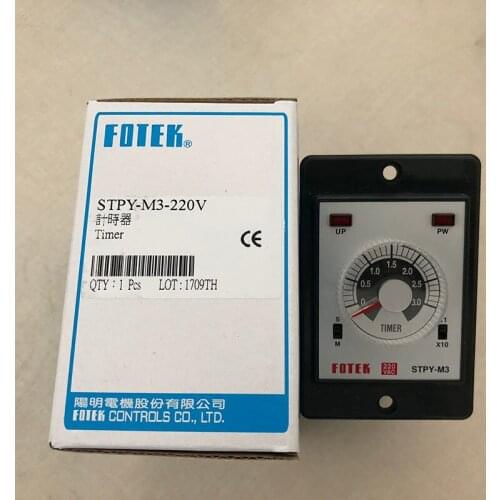 FOTEK®
STPY-M3-220V
計時器
Timer
CE
QTY:1 Pcs LOT:1709TH
陽明電機股份有限公司
FOTEK CONTROLS CO., LTD.
UP PW
0 0.5 1.0 1.5 2.0 2.5 3.0
TIMER
S X1
M X10
FOTEK 220 VAC STPY-M3